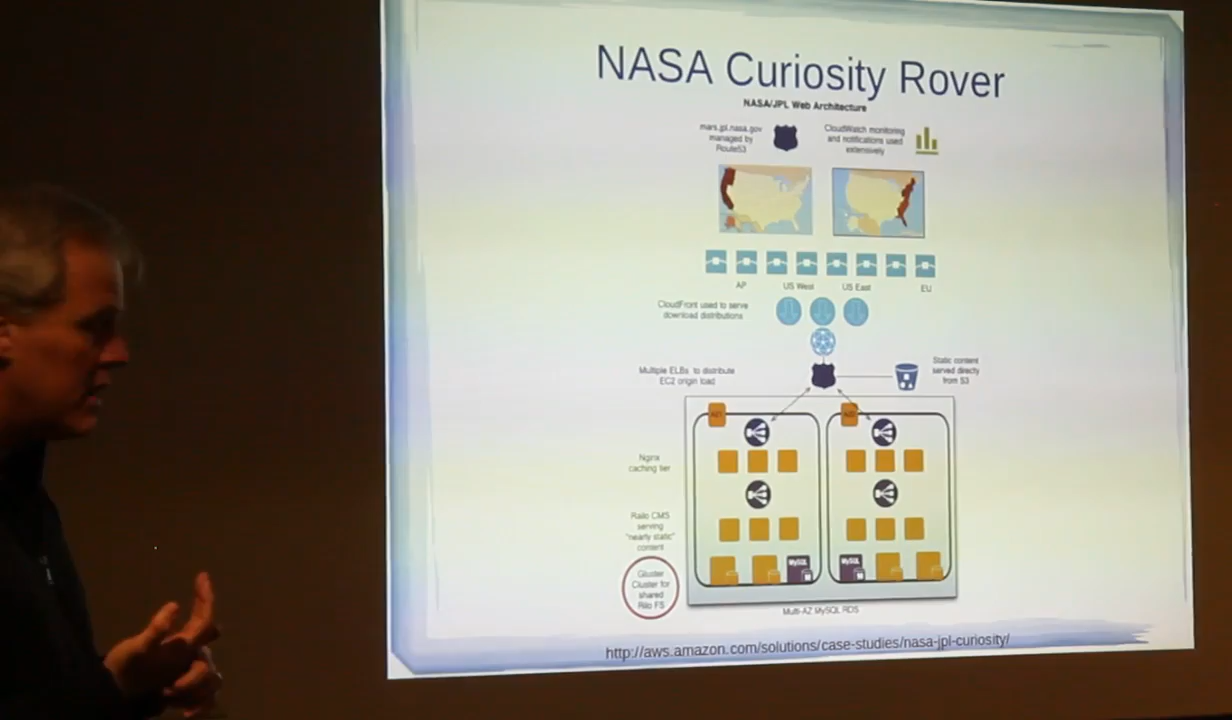 NASA Curiosity Rover
NASA/JPL Web Architecture
mars.jpl.nasa.gov
managed by
Route53
CloudWatch monitoring
and notifications used
extensively
AP
US West
US East
EU
CloudFront used to serve
download distributions
Multiple ELBs to distribute
EC2 origin load
Static content
served directly
from S3
Nginx
caching tier
Railo CMS
serving
"nearly static"
content
Gluster
Cluster for
shared
Rilo FS
MySQL
MySQL
Multi-AZ MySQL RDS
http://aws.amazon.com/solutions/case-studies/nasa-jpl-curiosity/